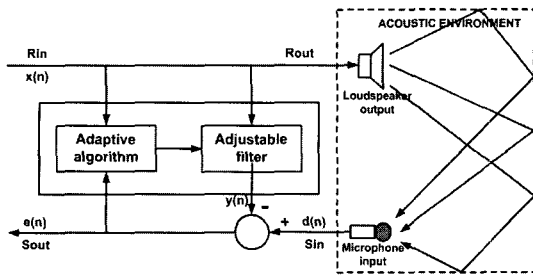 ACOUSTIC ENVIRONMENT
Rin
Rout
x(n)
Loudspeaker
output
Adaptive
algorithm
Adjustable
filter
y(n)
-
e(n)
+
d(n)
Sout
Sin
Microphone
input